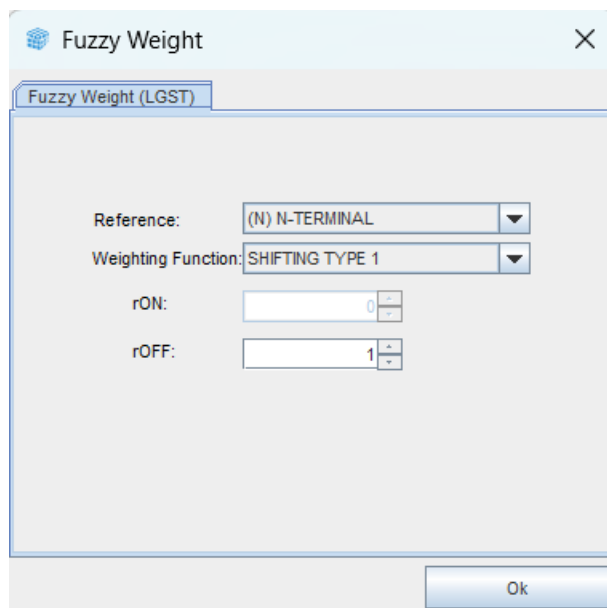 Fuzzy Weight
Fuzzy Weight (LGST)
Reference: (N) N-TERMINAL
Weighting Function: SHIFTING TYPE 1
rON: 0
rOFF: 1
Ok